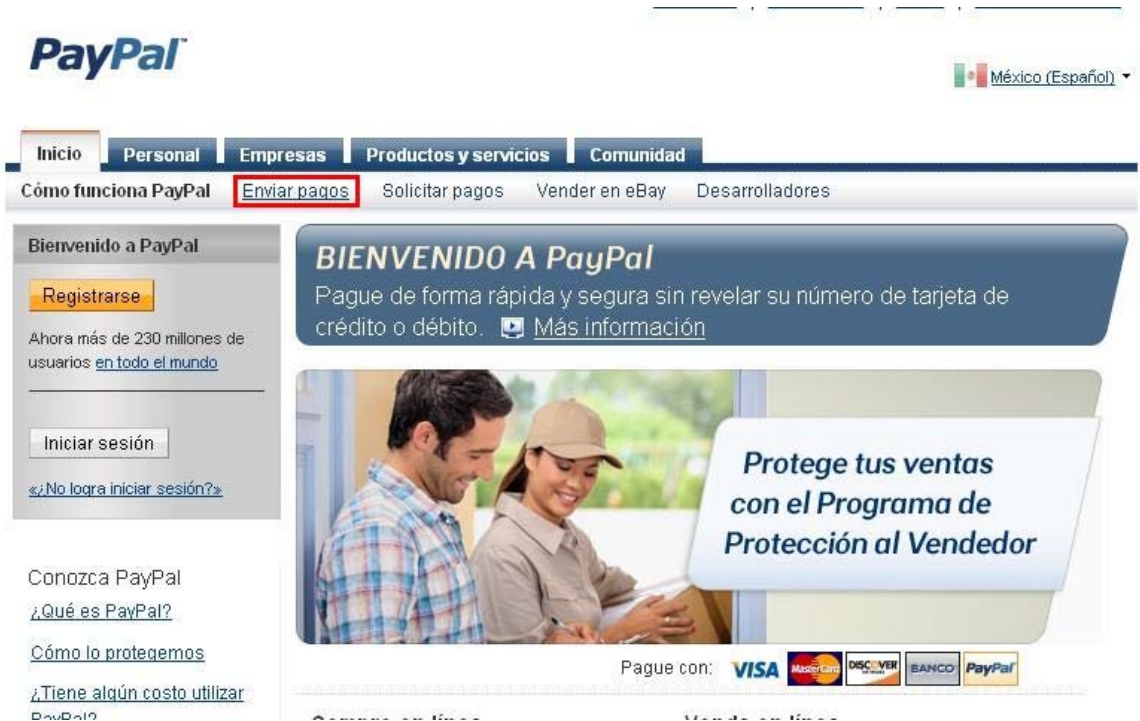 PayPal
México (Español)
Inicio Personal Empresas Productos y servicios Comunidad
Cómo funciona PayPal Enviar pagos Solicitar pagos Vender en eBay Desarrolladores
Bienvenido a PayPal
Registrarse
Ahora más de 230 millones de
usuarios en todo el mundo
Iniciar sesión
«¿No logra iniciar sesión?»
Conozca PayPal
¿Qué es PayPal?
Cómo lo protegemos
¿Tiene algún costo utilizar
PayPal?
BIENVENIDO A PayPal
Pague de forma rápida y segura sin revelar su número de tarjeta de
crédito o débito. Más información
Protege tus ventas
con el Programa de
Protección al Vendedor
Pague con: VISA MasterCard DISCOVER BANCO PayPal